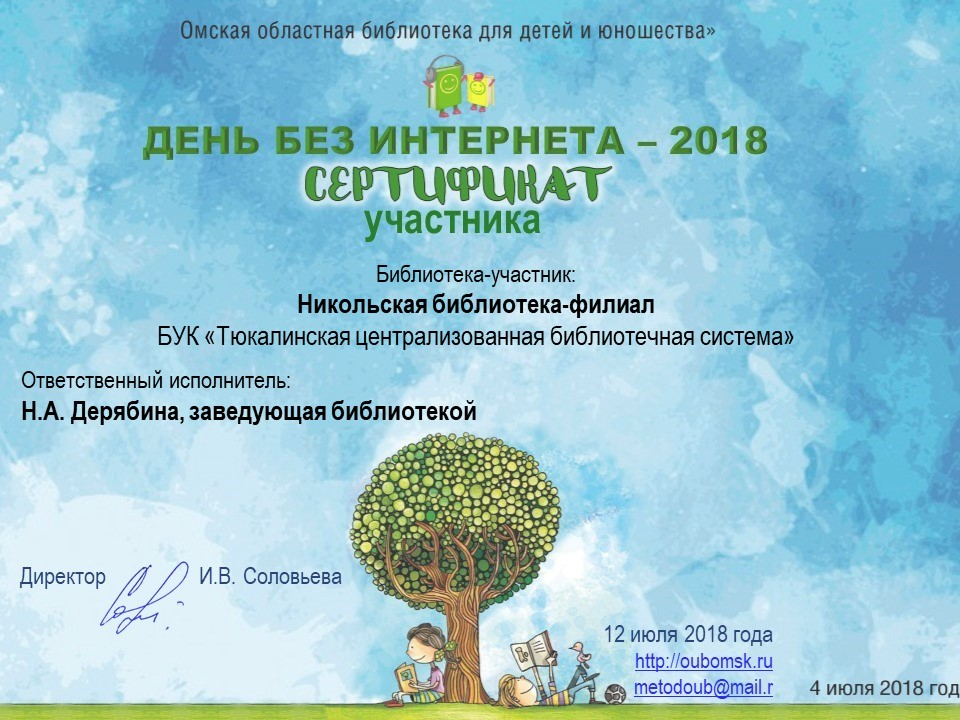 Омская областная библиотека для детей и юношества»
ДЕНЬ БЕЗ ИНТЕРНЕТА – 2018
СЕРТИФИКАТ
участника
Библиотека-участник:
Никольская библиотека-филиал
БУК «Тюкалинская централизованная библиотечная система»
Ответственный исполнитель:
Н.А. Дерябина, заведующая библиотекой
Директор И.В. Соловьева
12 июля 2018 года
http://oubomsk.ru
metodoub@mail.r
4 июля 2018 год